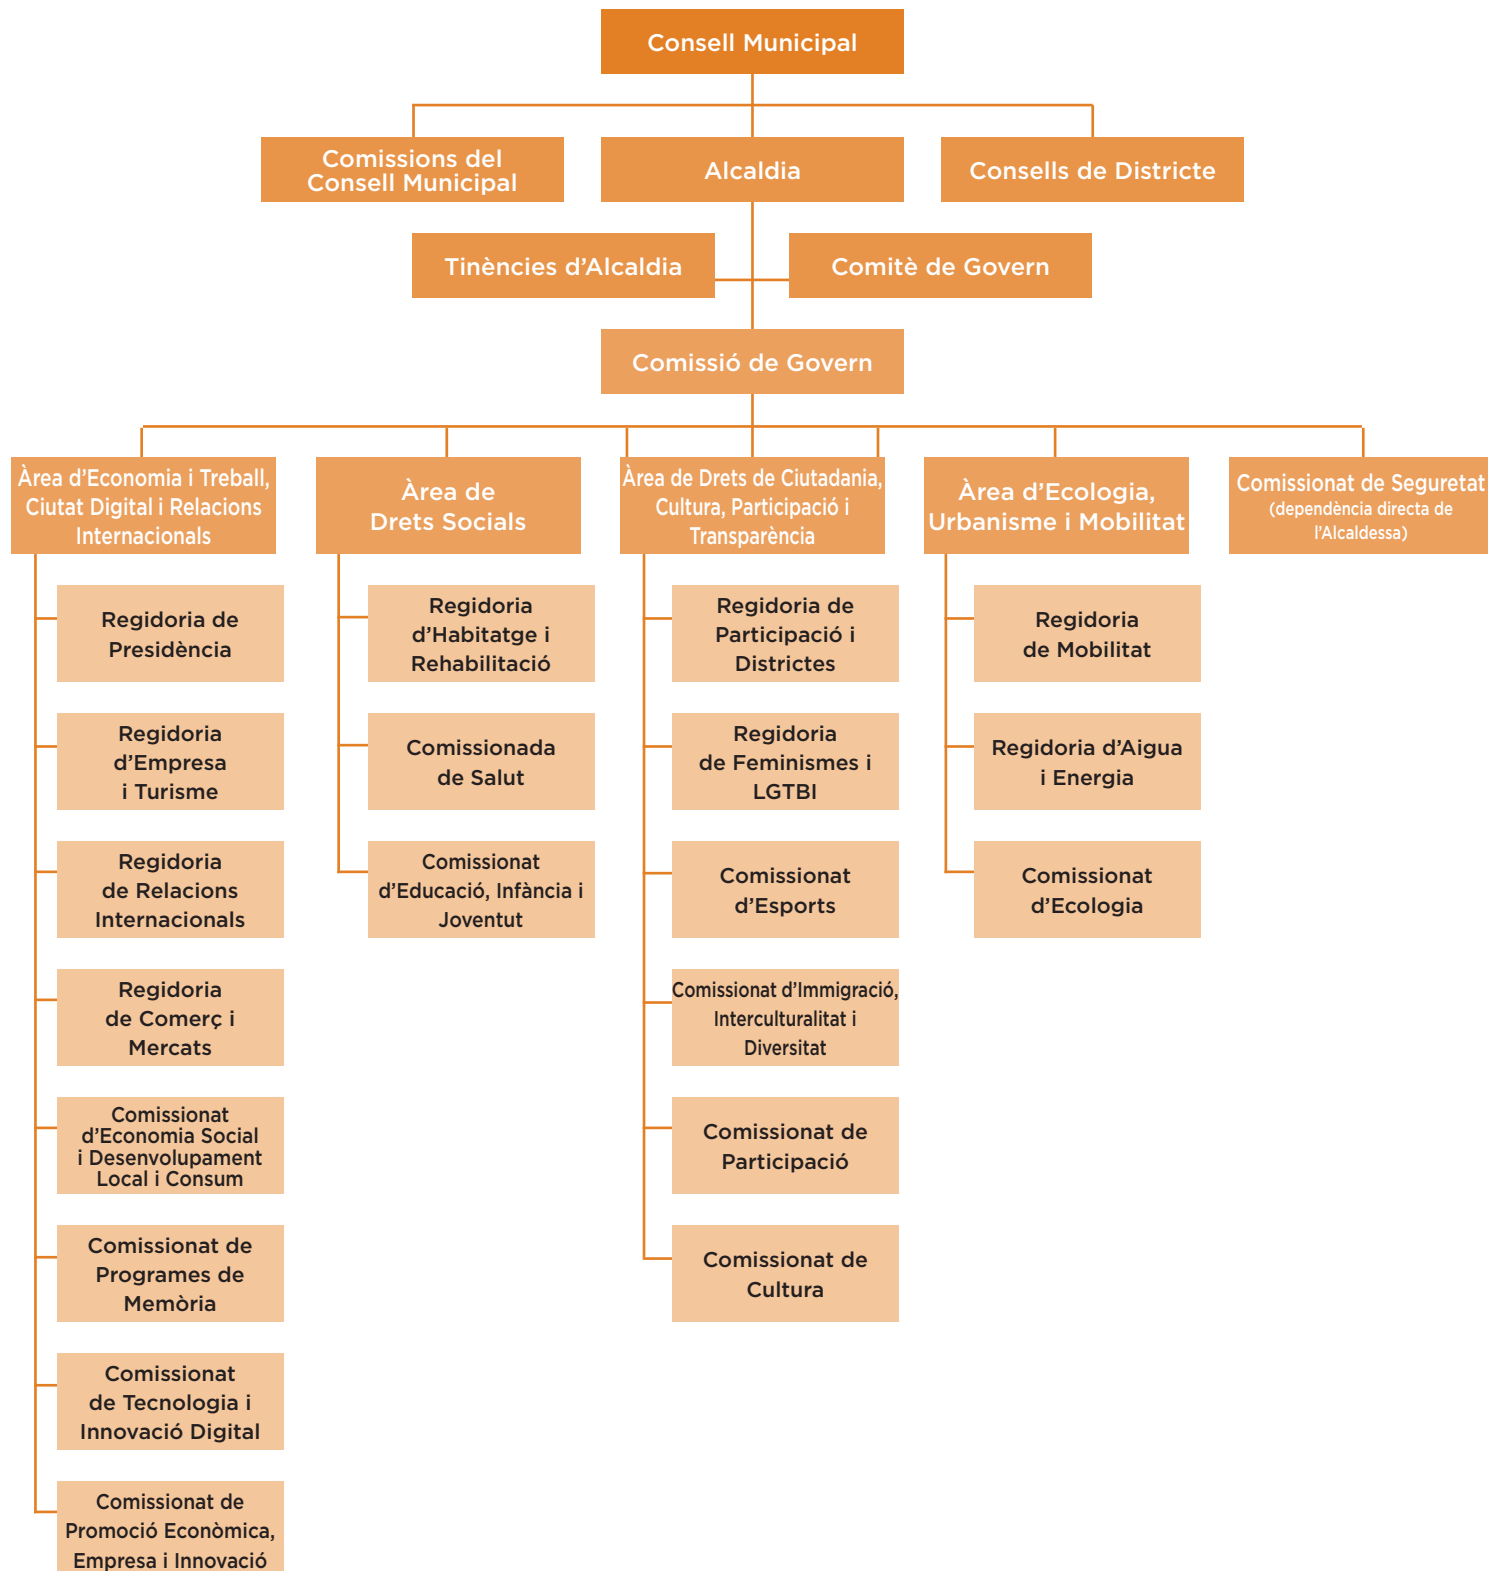 Consell Municipal
Comissions del
Consell Municipal
Alcaldia
Consells de Districte
Tinències d’Alcaldia
Comitè de Govern
Comissió de Govern
Àrea d’Economia i Treball,
Ciutat Digital i Relacions
Internacionals
Àrea de
Drets Socials
Àrea de Drets de Ciutadania,
Cultura, Participació i
Transparència
Àrea d’Ecologia,
Urbanisme i Mobilitat
Comissionat de Seguretat
(dependència directa de
l’Alcaldessa)
Regidoria de
Presidència
Regidoria
d’Empresa
i Turisme
Regidoria
de Relacions
Internacionals
Regidoria
de Comerç i
Mercats
Comissionat
d’Economia Social
i Desenvolupament
Local i Consum
Comissionat de
Programes de
Memòria
Comissionat
de Tecnologia i
Innovació Digital
Comissionat de
Promoció Econòmica,
Empresa i Innovació
Regidoria
d’Habitatge i
Rehabilitació
Comissionada
de Salut
Comissionat
d’Educació, Infància i
Joventut
Regidoria de
Participació i
Districtes
Regidoria
de Feminismes i
LGTBI
Comissionat
d’Esports
Comissionat d’Immigració,
Interculturalitat i
Diversitat
Comissionat de
Participació
Comissionat de
Cultura
Regidoria
de Mobilitat
Regidoria d’Aigua
i Energia
Comissionat
d’Ecologia